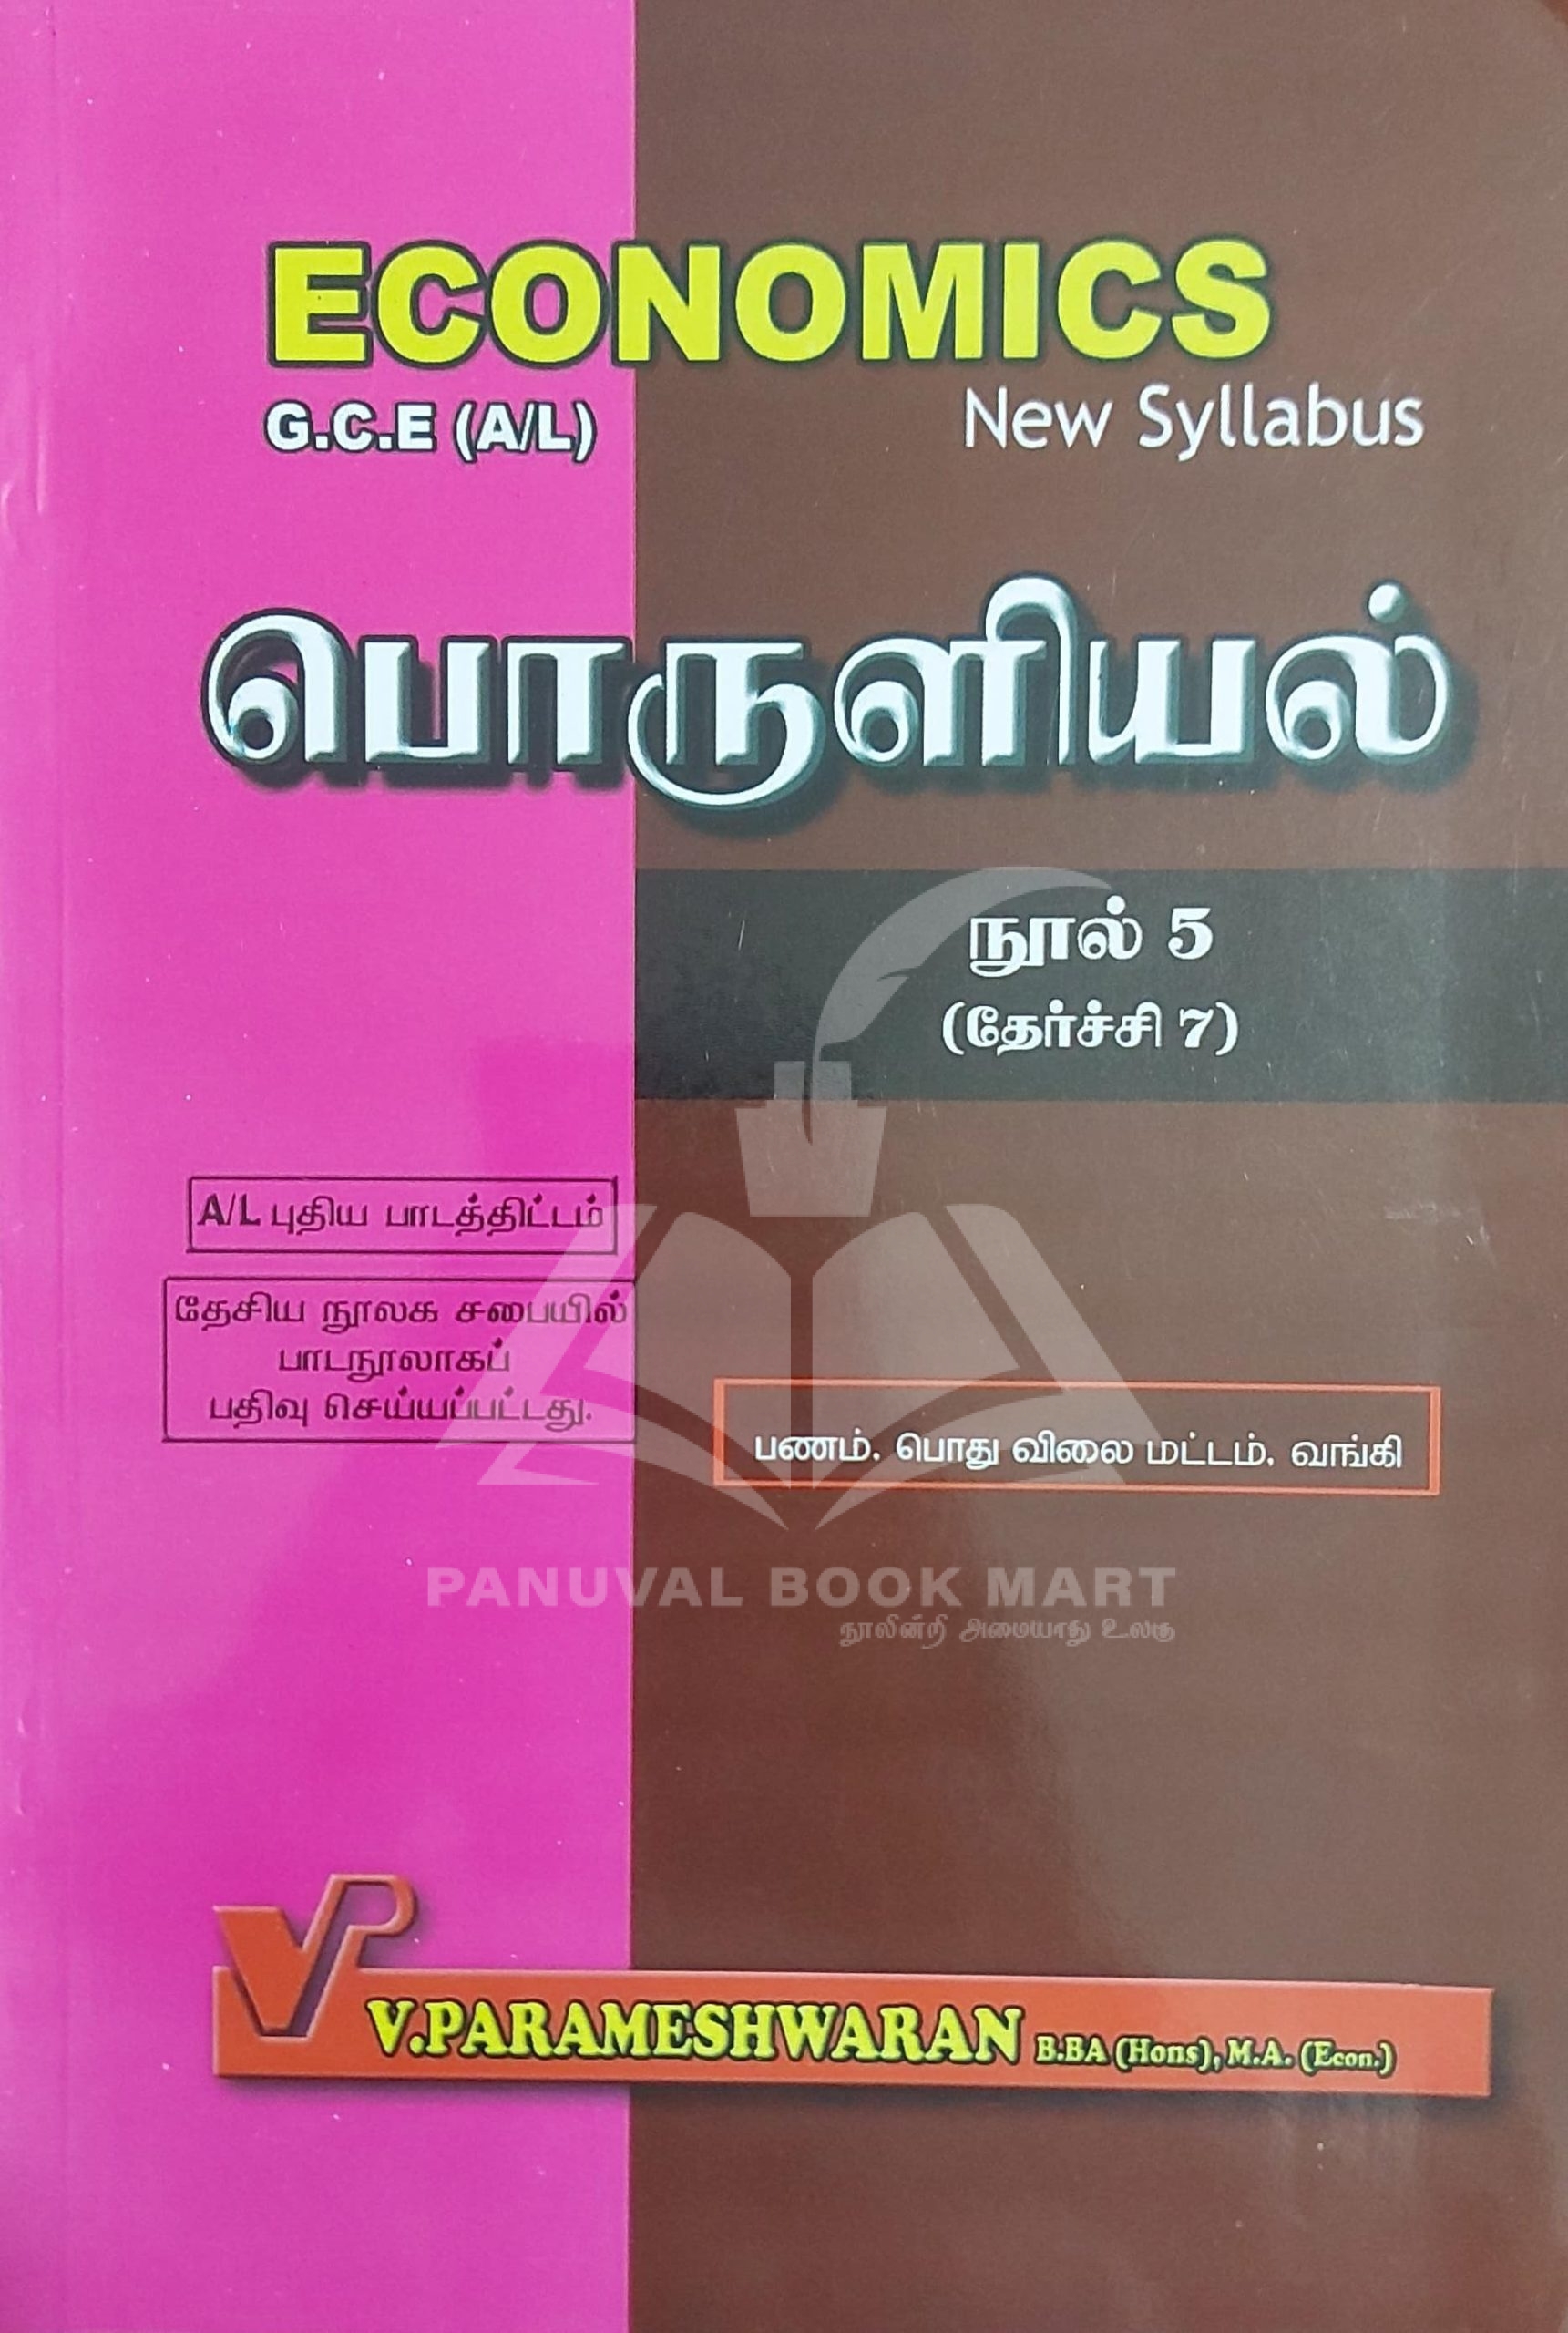 ECONOMICS
G.C.E (A/L)
New Syllabus
பொருளியல்
நூல் 5
(தேர்ச்சி 7)
A/L புதிய பாடத்திட்டம்
தேசிய நூலக சபையில்
பாடநூலாகப்
பதிவு செய்யப்பட்டது.
பணம். பொது விலை மட்டம். வங்கி
PANUVAL BOOK MART
நூலின்றி அமையாது உலகு
VP
V.PARAMESHWARAN B.BA (Hons), M.A. (Econ.)